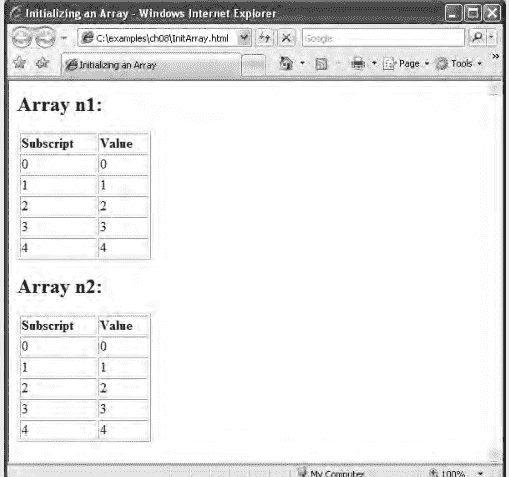 Initializing an Array - Windows Internet Explorer
C:\examples\ch08\InitArray.html
Google
Initializing an Array
Page
Tools
»
Array n1:
Subscript Value
0 0
1 1
2 2
3 3
4 4
Array n2:
Subscript Value
0 0
1 1
2 2
3 3
4 4
My Computer
100%